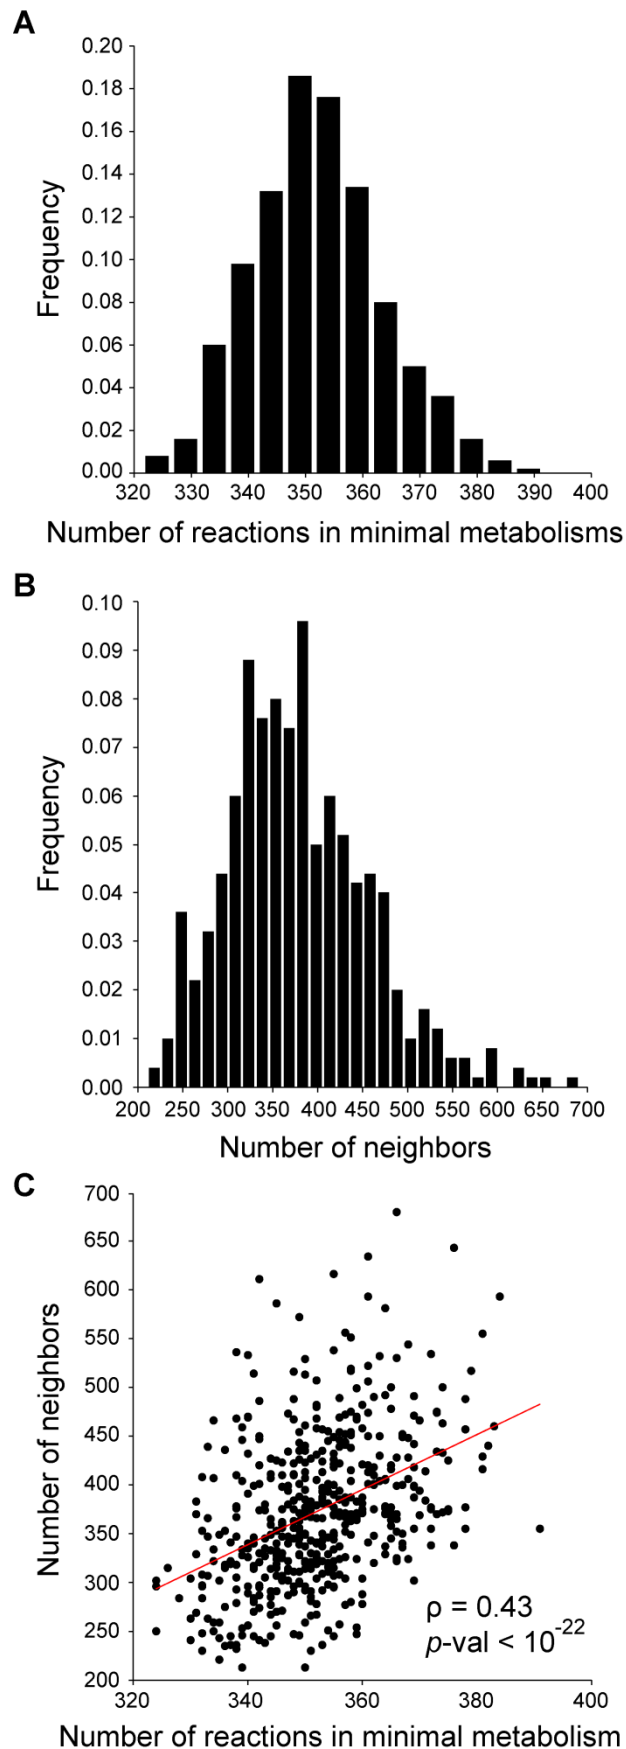 A
0.20
0.18
0.16
0.14
0.12
0.10
0.08
0.06
0.04
0.02
0.00
Frequency
320 330 340 350 360 370 380 390 400
Number of reactions in minimal metabolisms
B
0.10
0.09
0.08
0.07
0.06
0.05
0.04
0.03
0.02
0.01
0.00
Frequency
200 250 300 350 400 450 500 550 600 650 700
Number of neighbors
C
700
650
600
550
500
450
400
350
300
250
200
Number of neighbors
ρ = 0.43
p-val < 10⁻²²
320 340 360 380 400
Number of reactions in minimal metabolism